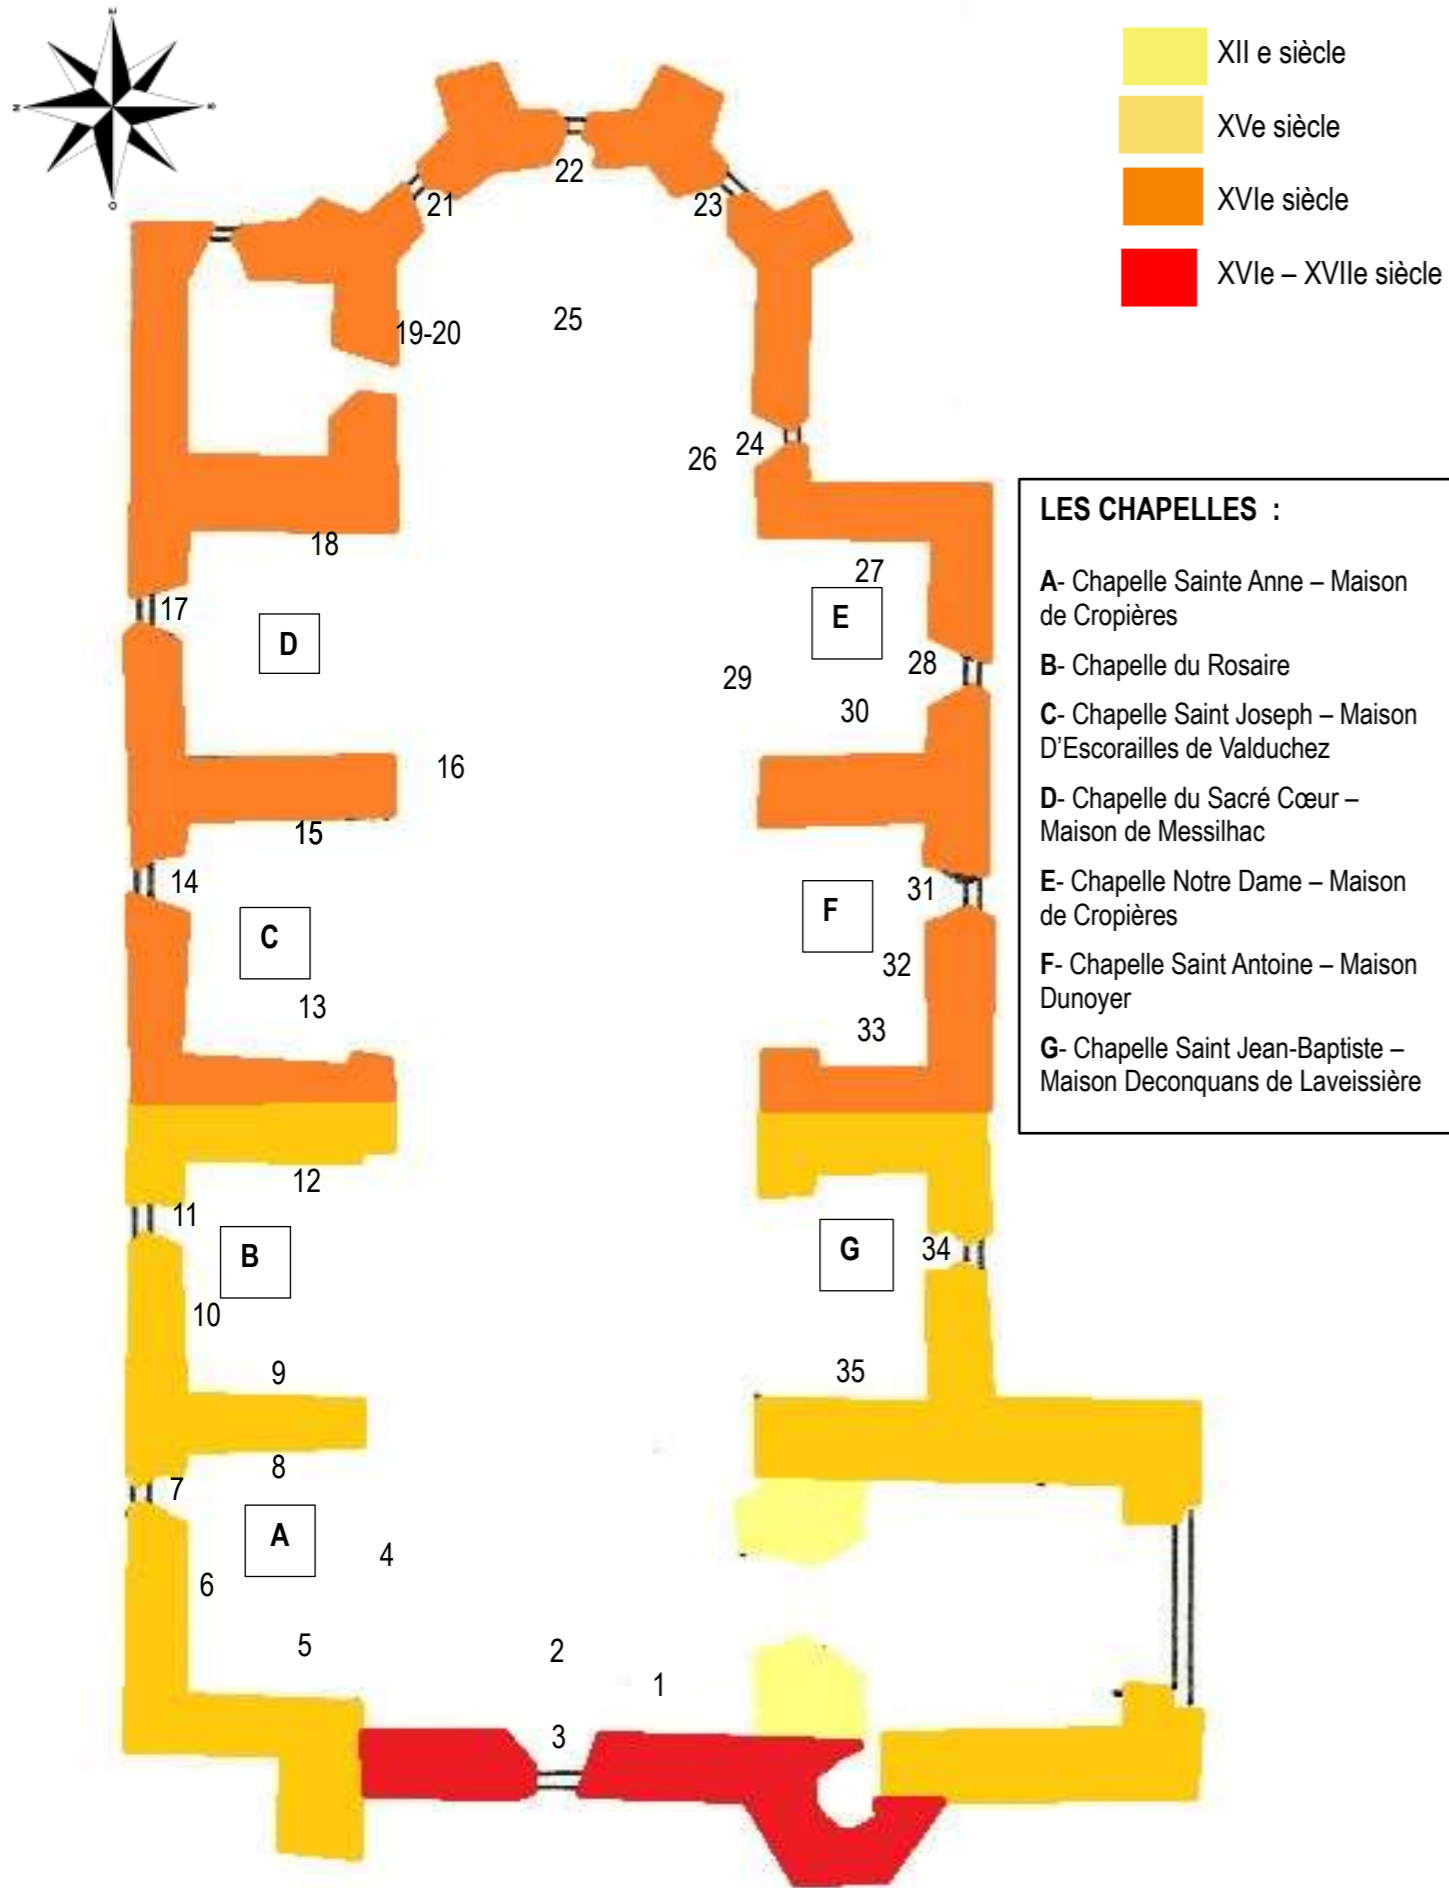 E
N
S
O
XII e siècle
XVe siècle
XVIe siècle
XVIe – XVIIe siècle
22
21
23
25
19-20
24
26
18
27
17
D
E
28
29
30
16
15
14
31
C
F
32
13
33
12
11
B
G
34
10
9
35
8
7
A
4
6
5
2
1
3
LES CHAPELLES :
A- Chapelle Sainte Anne – Maison
de Cropières
B- Chapelle du Rosaire
C- Chapelle Saint Joseph – Maison
D'Escorailles de Valduchez
D- Chapelle du Sacré Cœur –
Maison de Messilhac
E- Chapelle Notre Dame – Maison
de Cropières
F- Chapelle Saint Antoine – Maison
Dunoyer
G- Chapelle Saint Jean-Baptiste –
Maison Deconquans de Laveissière